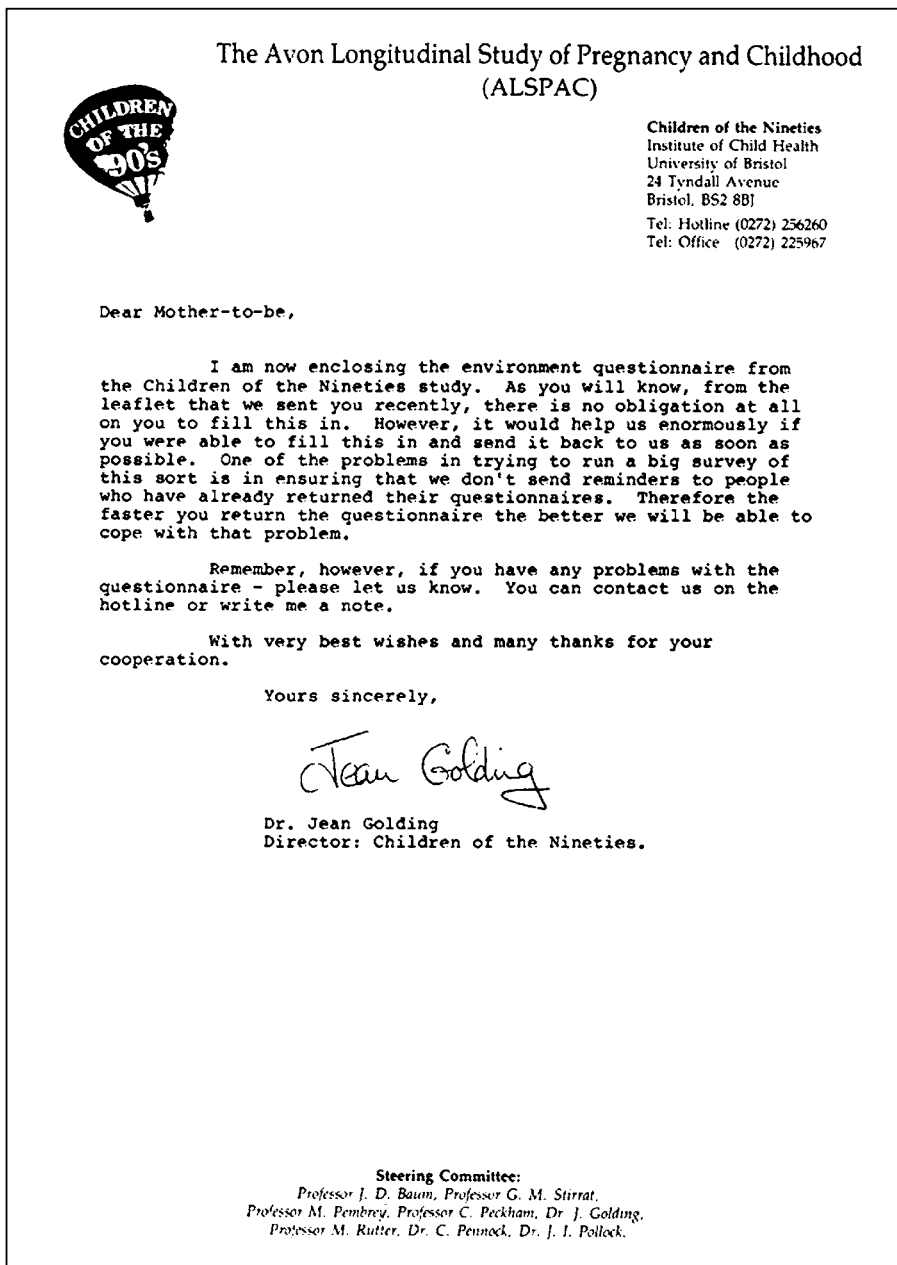 The Avon Longitudinal Study of Pregnancy and Childhood
(ALSPAC)
CHILDREN
OF THE
90's
Children of the Nineties
Institute of Child Health
University of Bristol
24 Tyndall Avenue
Bristol, BS2 8BJ
Tel: Hotline (0272) 256260
Tel: Office (0272) 225967
Dear Mother-to-be,
I am now enclosing the environment questionnaire from
the Children of the Nineties study. As you will know, from the
leaflet that we sent you recently, there is no obligation at all
on you to fill this in. However, it would help us enormously if
you were able to fill this in and send it back to us as soon as
possible. One of the problems in trying to run a big survey of
this sort is in ensuring that we don't send reminders to people
who have already returned their questionnaires. Therefore the
faster you return the questionnaire the better we will be able to
cope with that problem.
Remember, however, if you have any problems with the
questionnaire - please let us know. You can contact us on the
hotline or write me a note.
With very best wishes and many thanks for your
cooperation.
Yours sincerely,
Jean Golding
Dr. Jean Golding
Director: Children of the Nineties.
Steering Committee:
Professor J. D. Baum, Professor G. M. Stirrat,
Professor M. Pembrey, Professor C. Peckham, Dr J. Golding,
Professor M. Rutter, Dr. C. Pennock, Dr. J. I. Pollock.